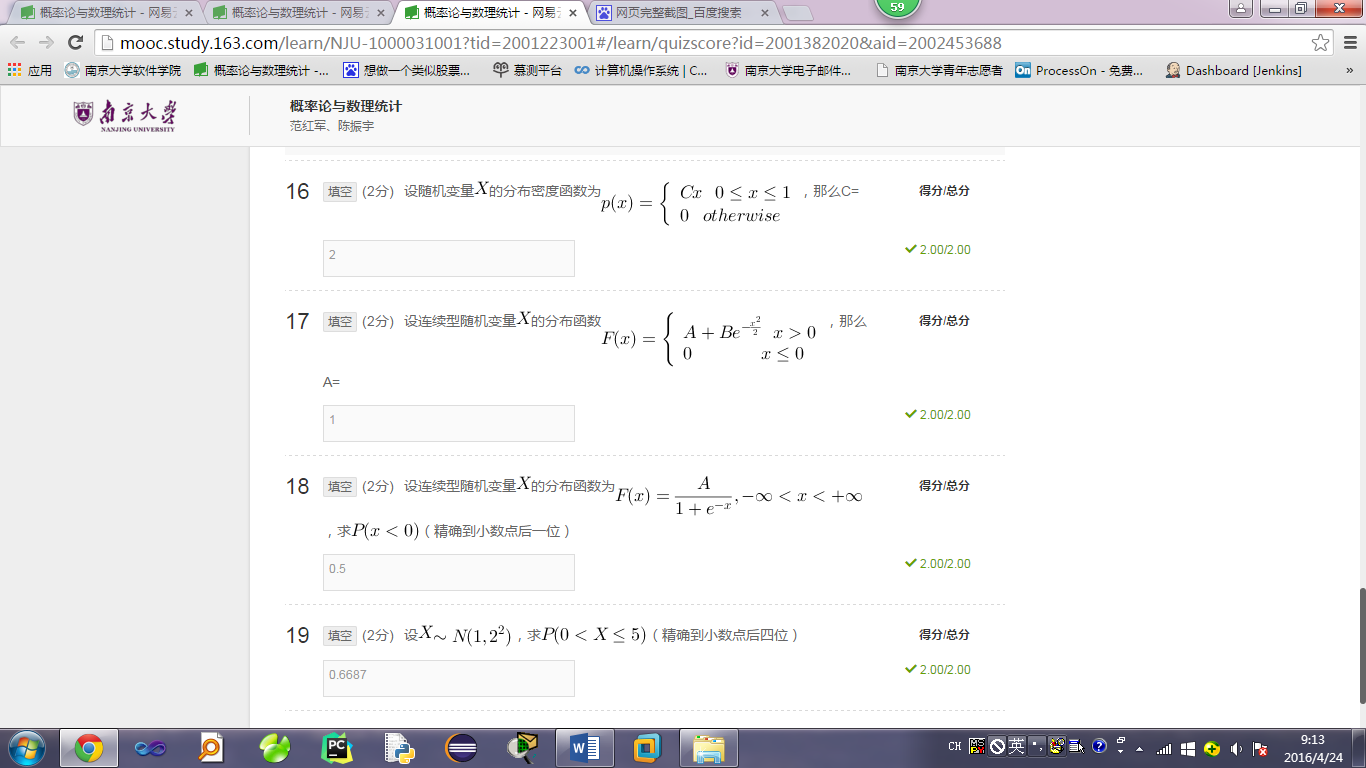 概率论与数理统计 - 网易云 概率论与数理统计 - 网易云 概率论与数理统计 - 网易云 网页完整截图_百度搜索 59
mooc.study.163.com/learn/NJU-1000031001?tid=2001223001#/learn/quizscore?id=2001382020&aid=2002453688
应用 南京大学软件学院 概率论与数理统计 -... 想做一个类似股票... 慕测平台 计算机操作系统 | C... 南京大学电子邮件... 南京大学青年志愿者 On ProcessOn - 免费... Dashboard [Jenkins] »
南京大学 NANJING UNIVERSITY
概率论与数理统计
范红军、陈振宇
16 填空 (2分) 设随机变量X的分布密度函数为p(x) = { Cx 0 ≤ x ≤ 1 ，那么C= 得分/总分
0 otherwise
2 2.00/2.00
17 填空 (2分) 设连续型随机变量X的分布函数F(x) = { A + Be^{-x^2/2} x > 0 ，那么 得分/总分
0 x ≤ 0
A=
1 2.00/2.00
18 填空 (2分) 设连续型随机变量X的分布函数为F(x) = A/(1 + e^{-x}), -∞ < x < +∞ 得分/总分
，求P(x < 0)（精确到小数点后一位）
0.5 2.00/2.00
19 填空 (2分) 设X∼ N(1, 2^2)，求P(0 < X ≤ 5)（精确到小数点后四位） 得分/总分
0.6687 2.00/2.00
PC W CH 英 9:13
2016/4/24